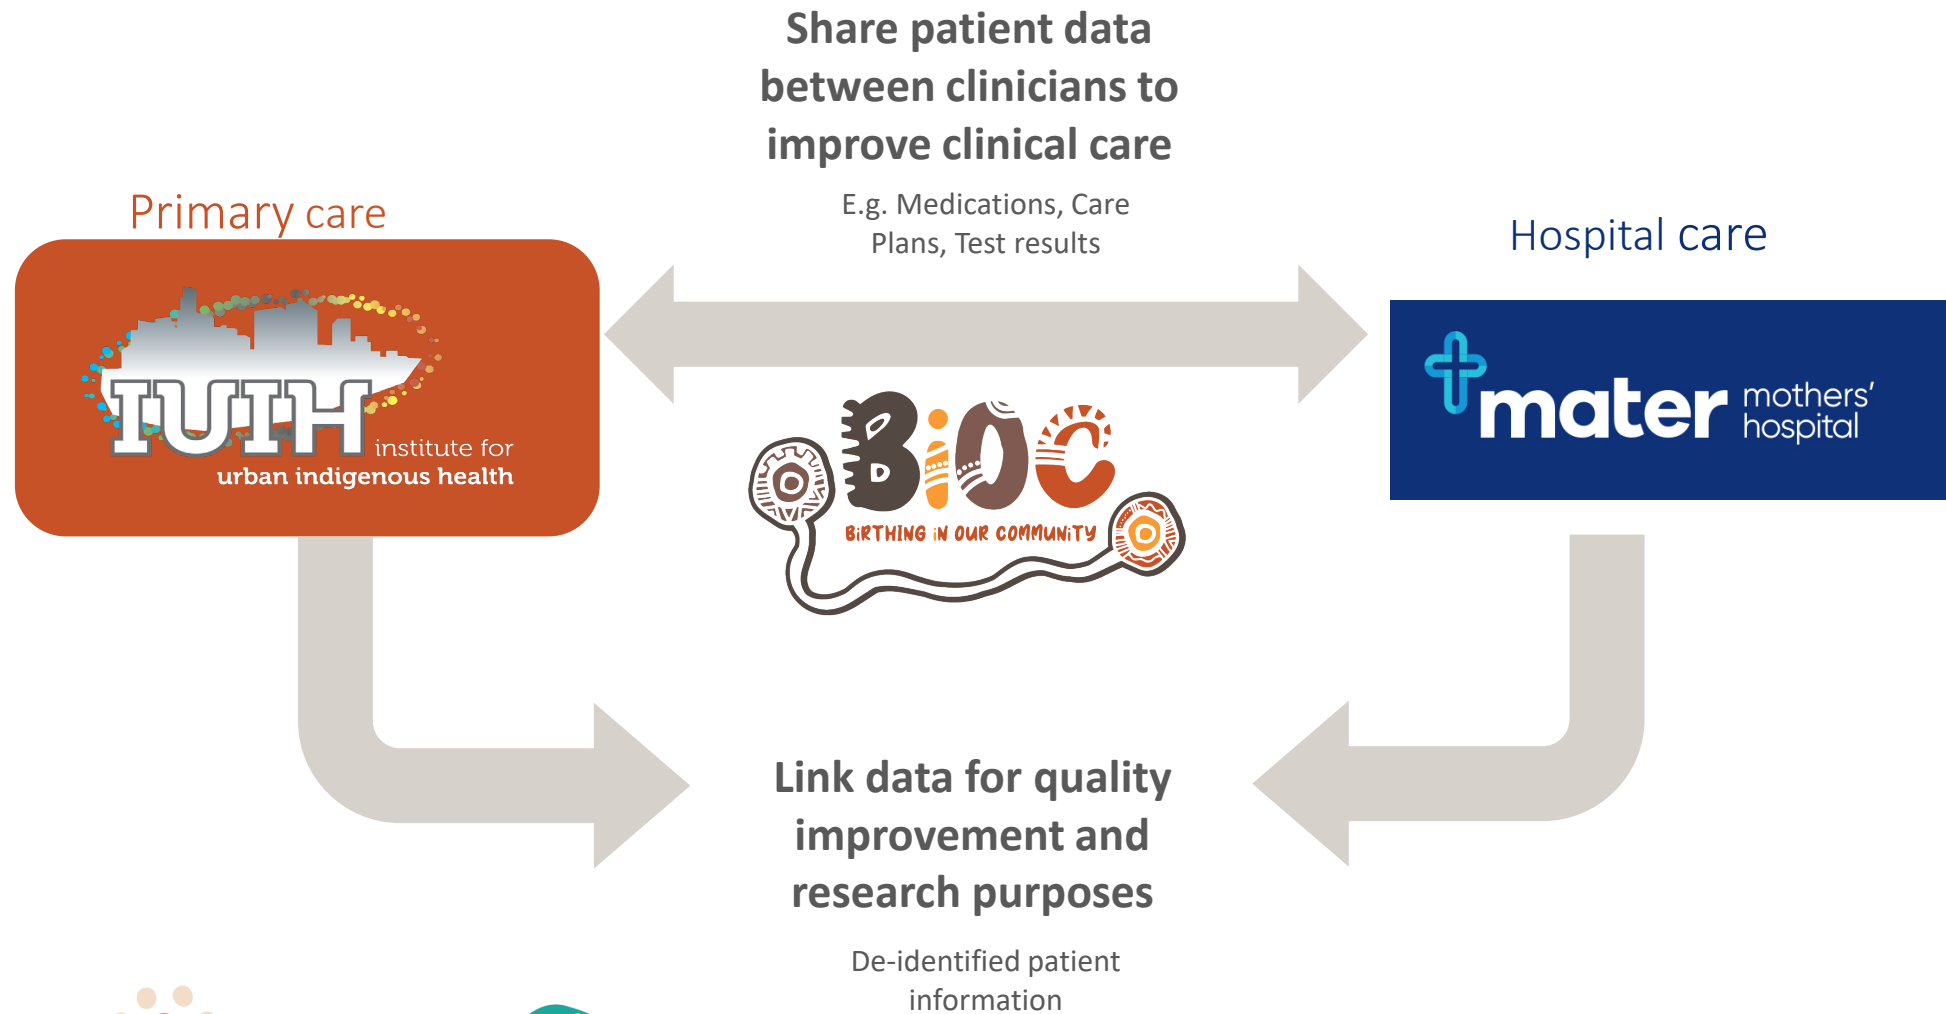 Share patient data
between clinicians to
improve clinical care
E.g. Medications, Care
Plans, Test results
Primary care
IUIH
institute for
urban indigenous health
Hospital care
mater mothers'
hospital
BiOC
BiRTHING iN OUR COMMUNiTY
Link data for quality
improvement and
research purposes
De-identified patient
information